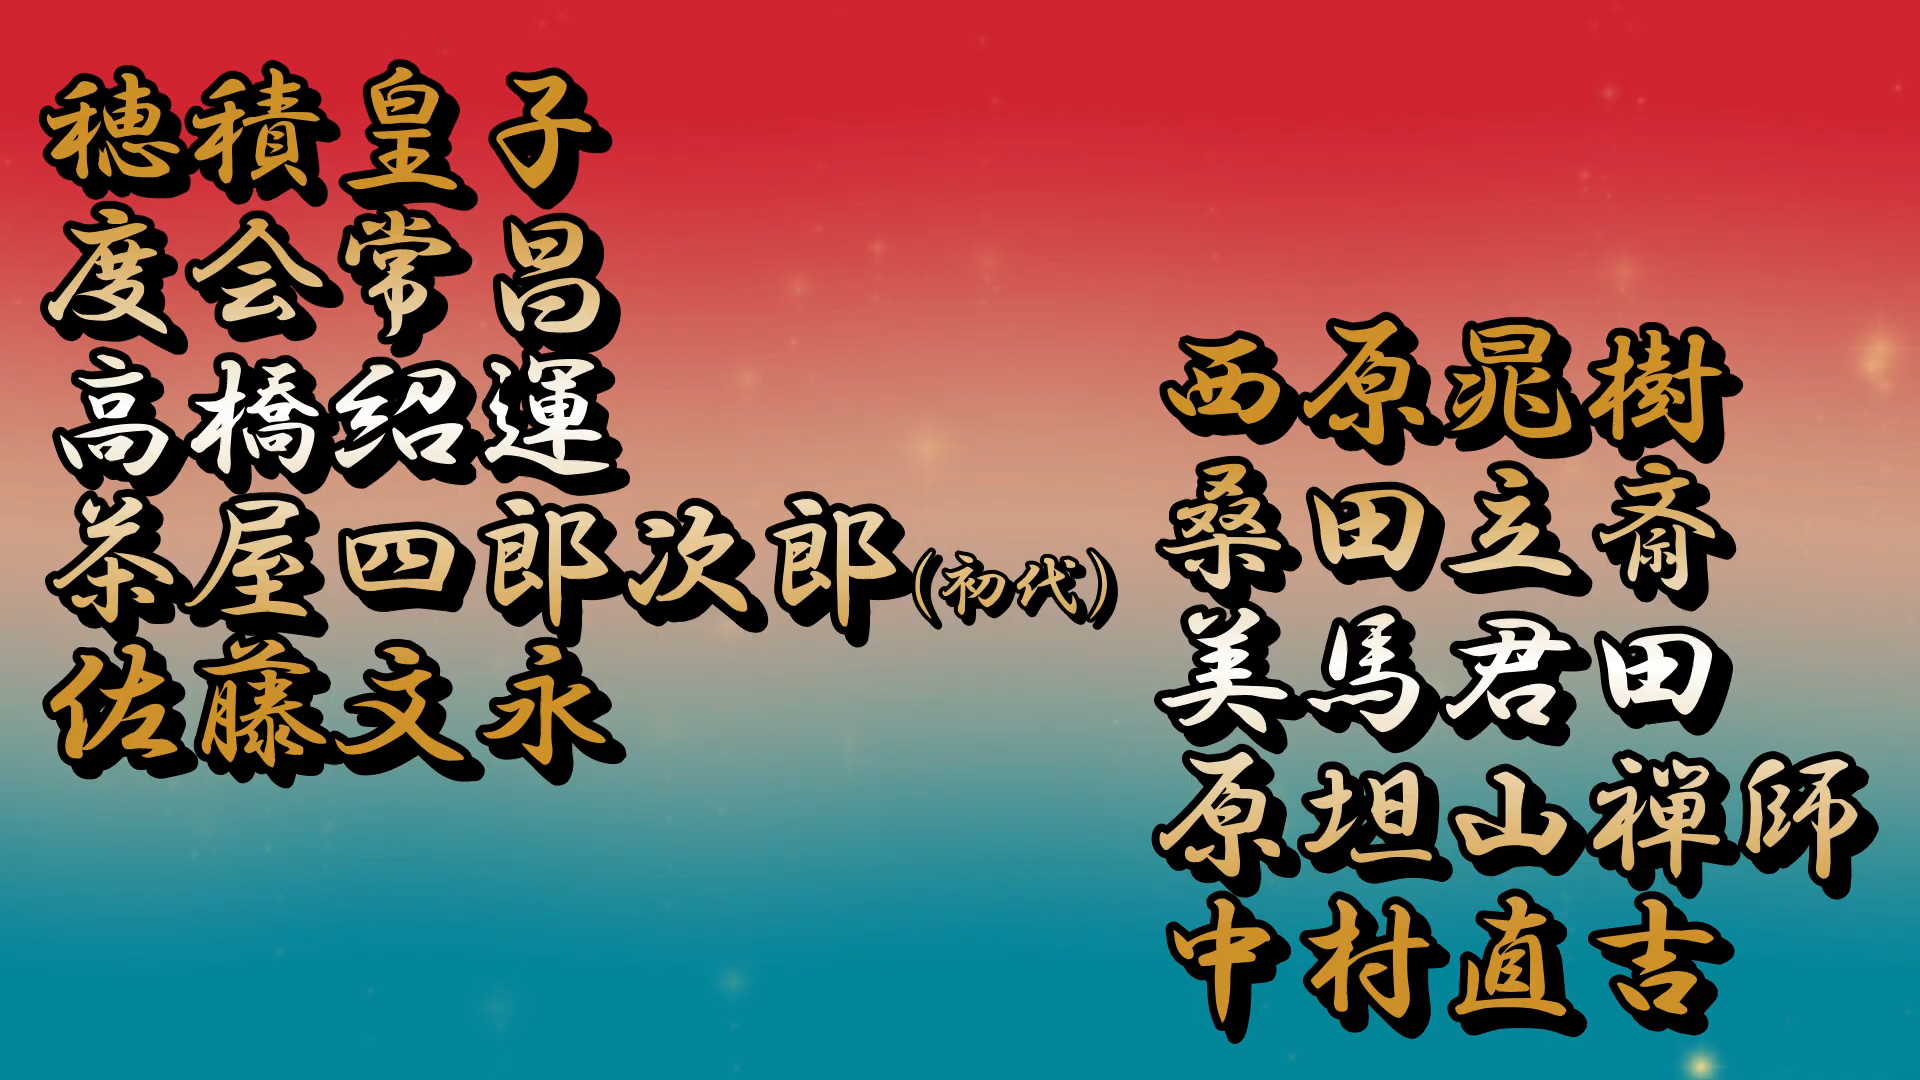 穂積皇子
度会常昌
高橋紹運
茶屋四郎次郎(初代)
佐藤文永
西原晁樹
桑田立斎
美馬君田
原坦山禅師
中村直吉